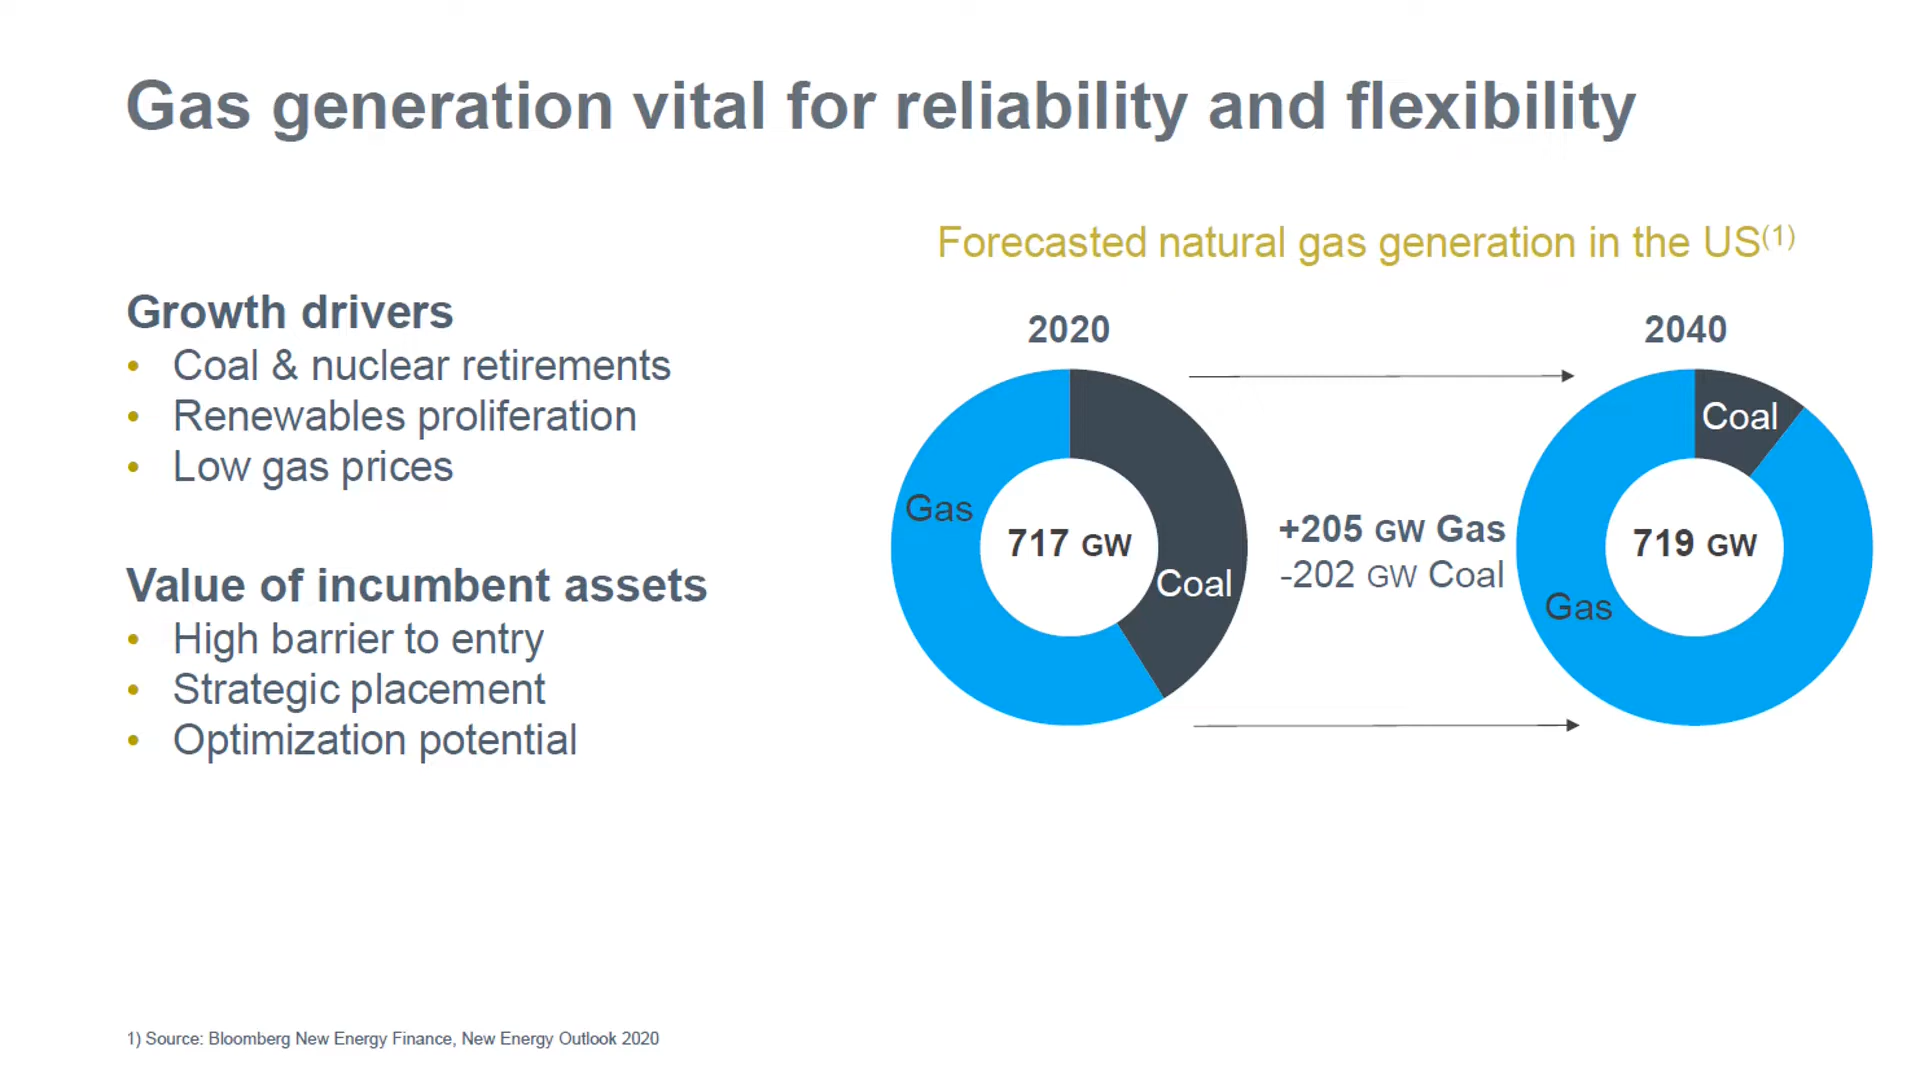 Gas generation vital for reliability and flexibility
Growth drivers
• Coal & nuclear retirements
• Renewables proliferation
• Low gas prices
Value of incumbent assets
• High barrier to entry
• Strategic placement
• Optimization potential
Forecasted natural gas generation in the US(1)
2020
Gas
717 GW
Coal
+205 GW Gas
-202 GW Coal
2040
Coal
719 GW
Gas
1) Source: Bloomberg New Energy Finance, New Energy Outlook 2020